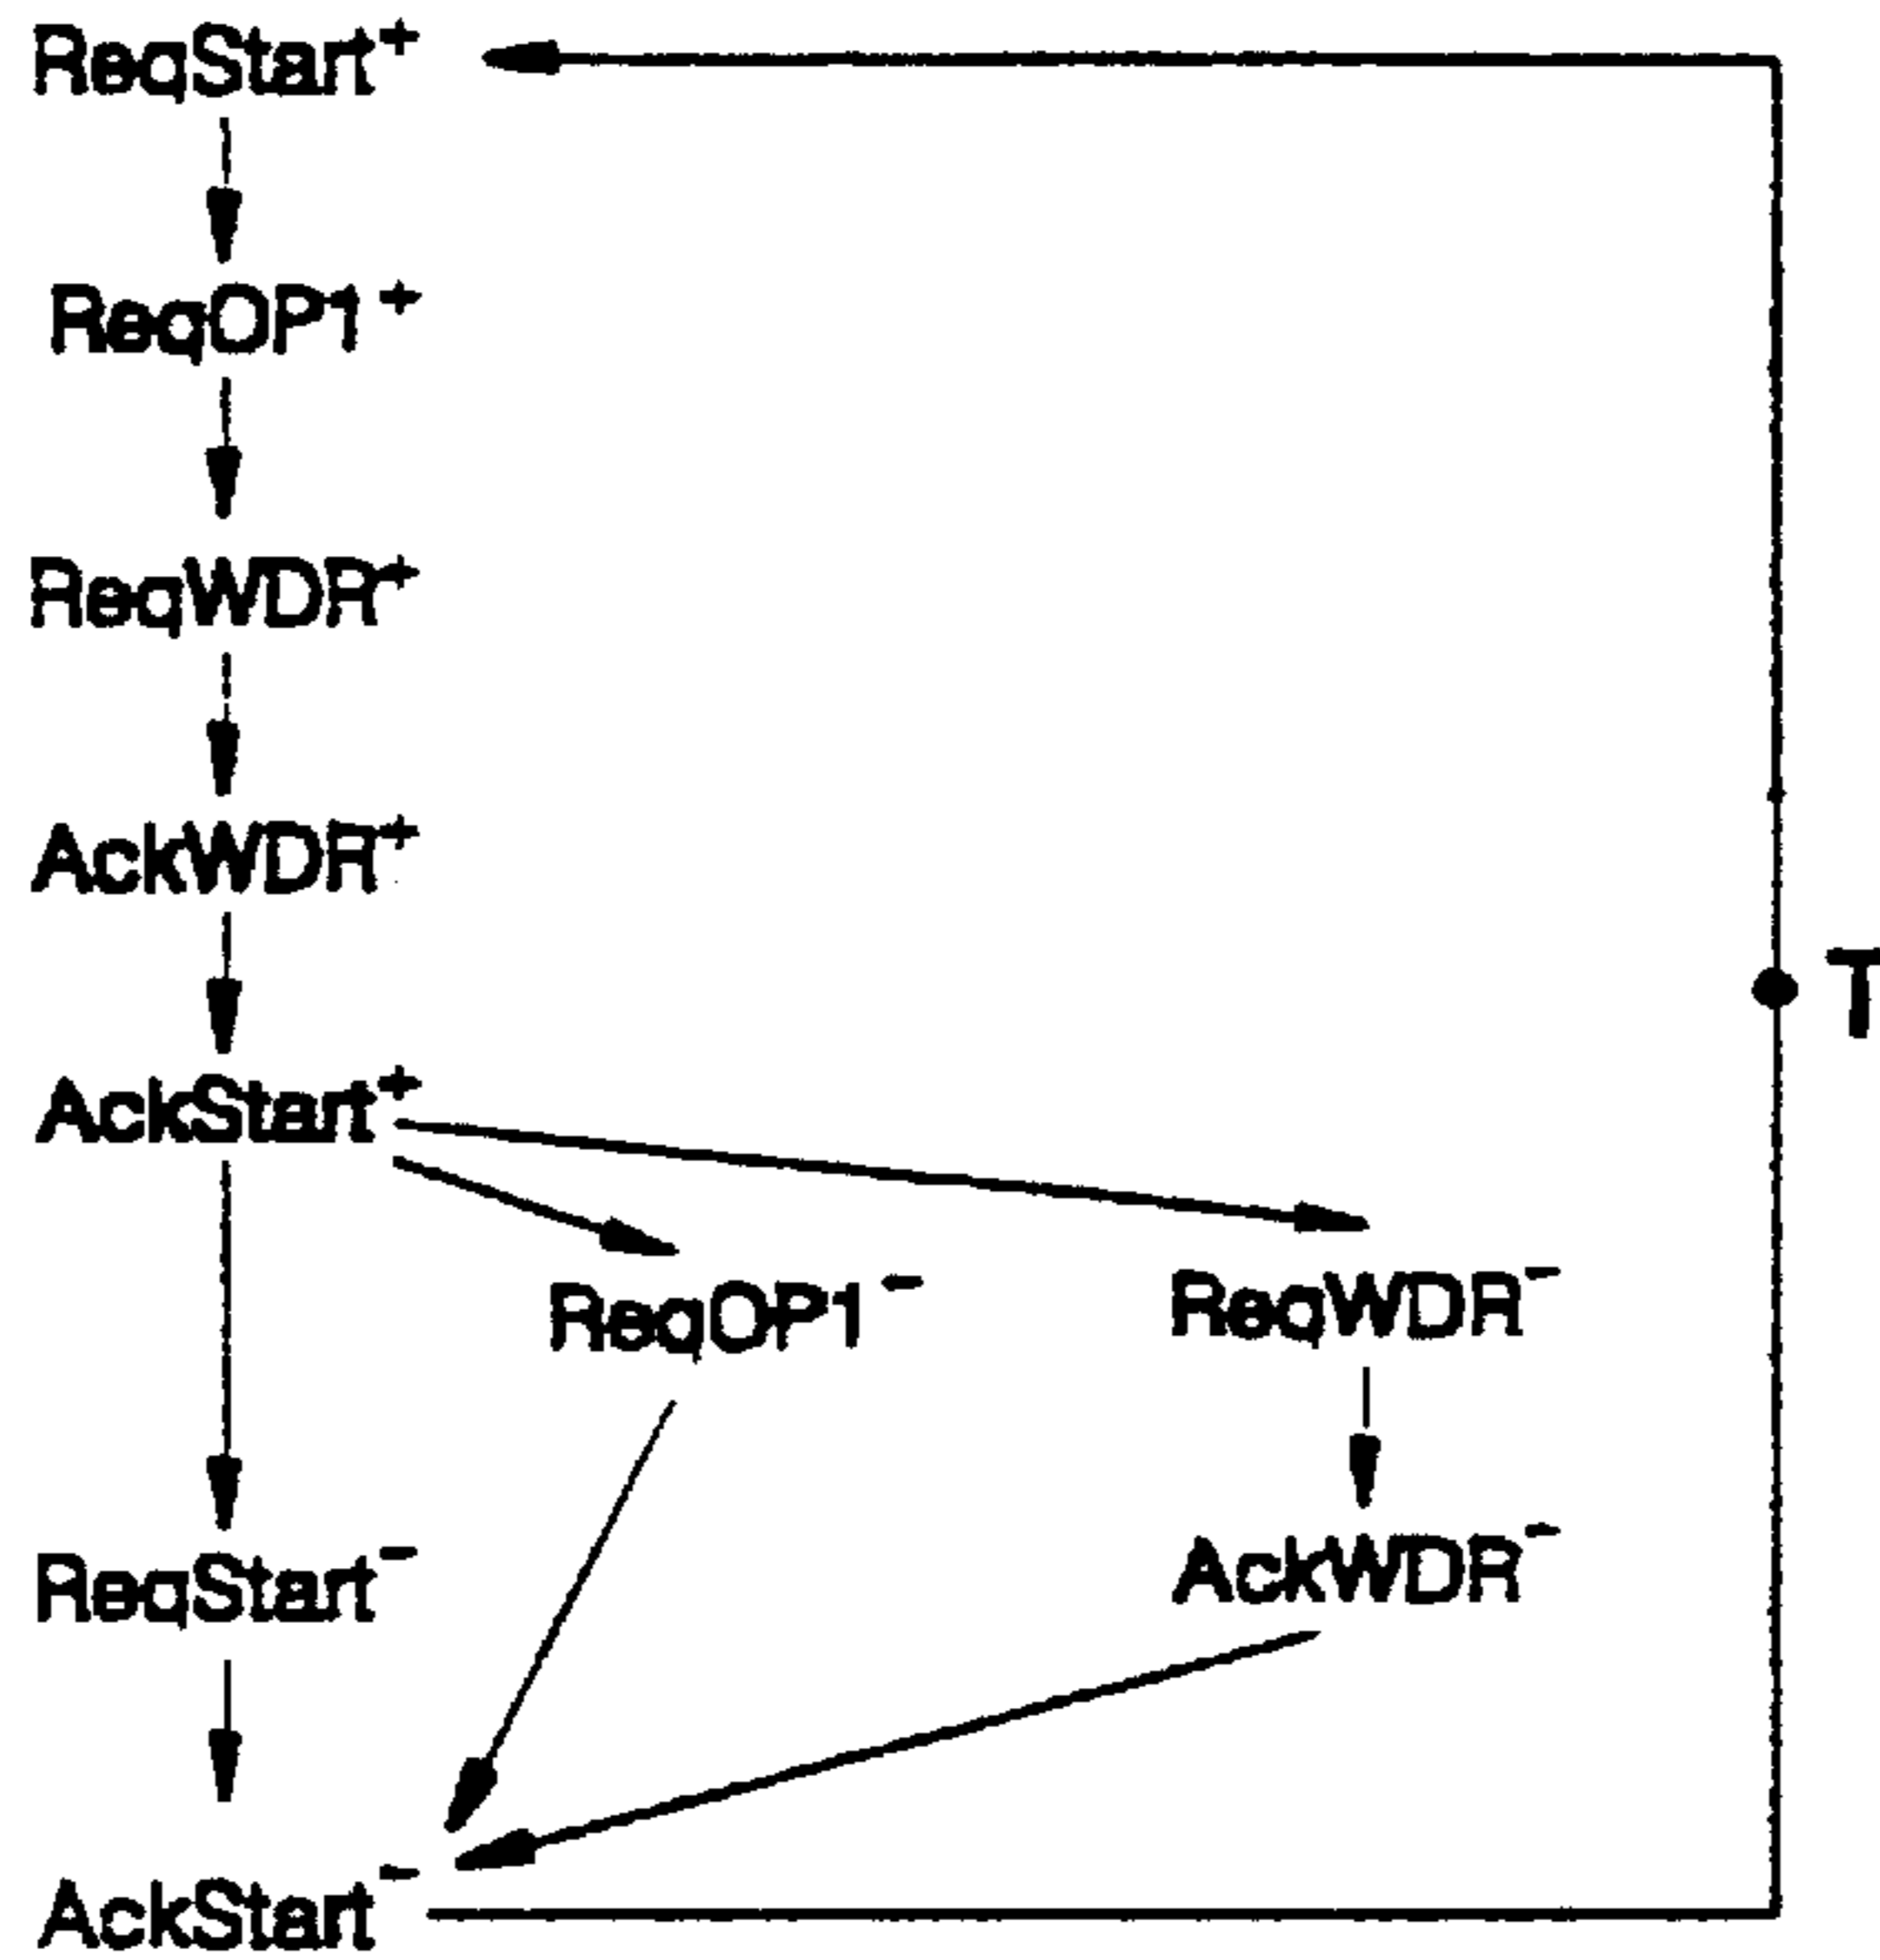 ReqStart⁺
ReqOP1⁺
ReqWDR⁺
AckWDR⁺
T
AckStart⁺
ReqOP1⁻
ReqWDR⁻
ReqStart⁻
AckWDR⁻
AckStart⁻